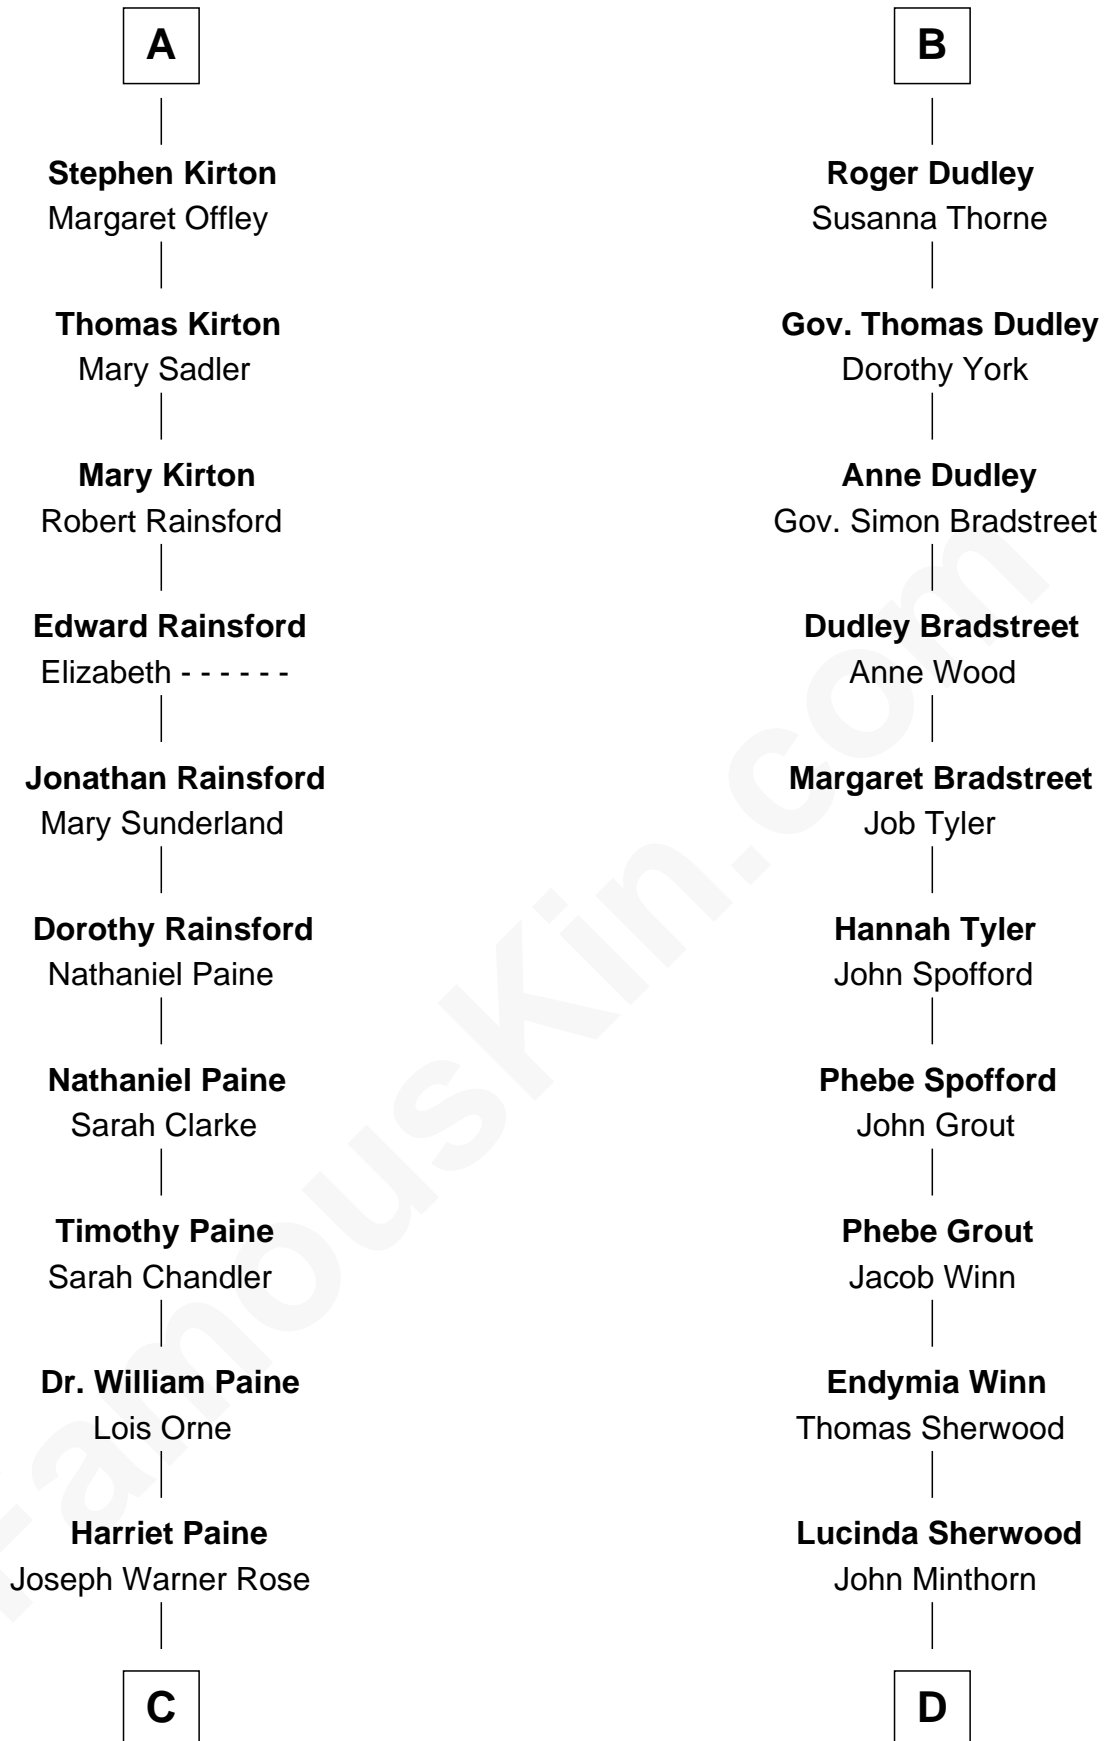 A
Stephen Kirton
Margaret Offley
Thomas Kirton
Mary Sadler
Mary Kirton
Robert Rainsford
Edward Rainsford
Elizabeth - - - - - -
Jonathan Rainsford
Mary Sunderland
Dorothy Rainsford
Nathaniel Paine
Nathaniel Paine
Sarah Clarke
Timothy Paine
Sarah Chandler
Dr. William Paine
Lois Orne
Harriet Paine
Joseph Warner Rose
C
B
Roger Dudley
Susanna Thorne
Gov. Thomas Dudley
Dorothy York
Anne Dudley
Gov. Simon Bradstreet
Dudley Bradstreet
Anne Wood
Margaret Bradstreet
Job Tyler
Hannah Tyler
John Spofford
Phebe Spofford
John Grout
Phebe Grout
Jacob Winn
Endymia Winn
Thomas Sherwood
Lucinda Sherwood
John Minthorn
D
FamousKin.com